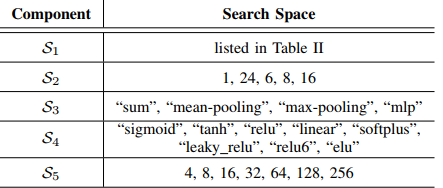 Component Search Space
S₁ listed in Table II
S₂ 1, 24, 6, 8, 16
S₃ “sum”, “mean-pooling”, “max-pooling”, “mlp”
S₄ “sigmoid”, “tanh”, “relu”, “linear”, “softplus”,
“leaky_relu”, “relu6”, “elu”
S₅ 4, 8, 16, 32, 64, 128, 256